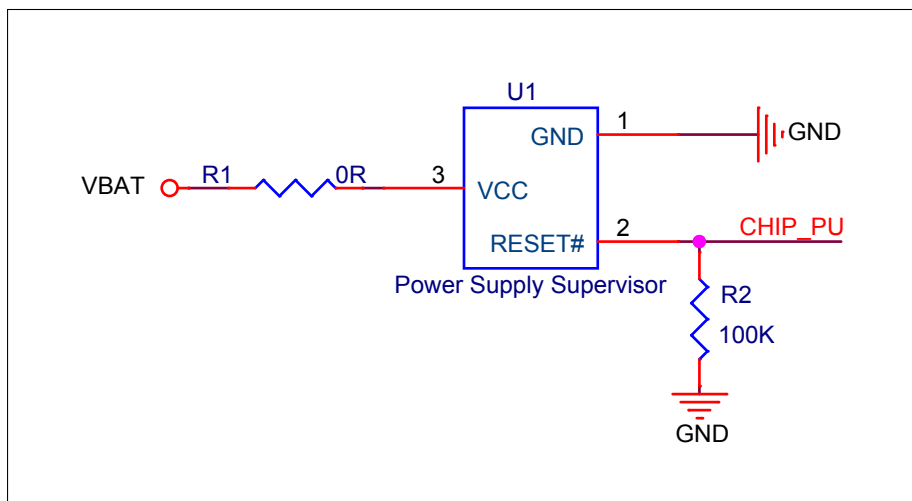 U1
1
GND
GND
VBAT
R1
0R
3
VCC
2
CHIP_PU
RESET#
Power Supply Supervisor
R2
100K
GND